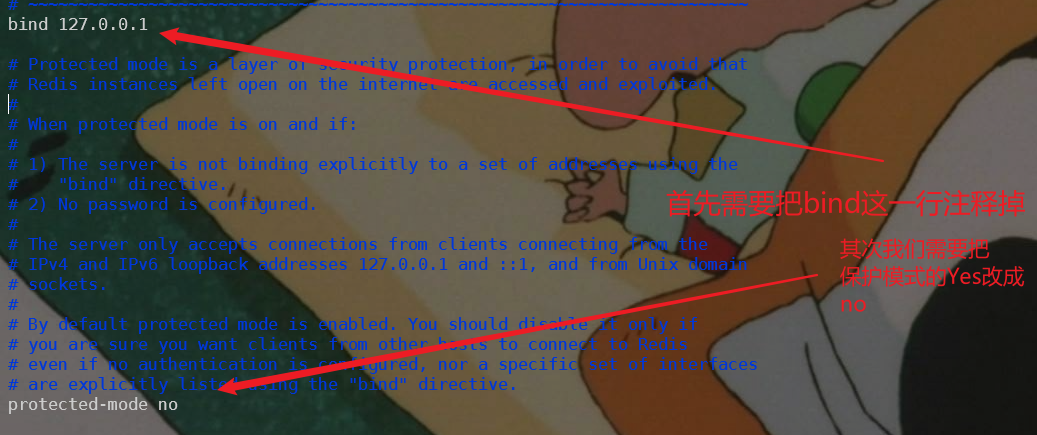 # ~~~~~~~~~~~~~~~~~~~~~~~~~~~~~~~~~~~~~~~~~~~~~~~~~~~~~~~~~~~~~~~~~~~~~~~~
bind 127.0.0.1
# Protected mode is a layer of security protection, in order to avoid that
# Redis instances left open on the internet are accessed and exploited.
#
# When protected mode is on and if:
#
# 1) The server is not binding explicitly to a set of addresses using the
#    "bind" directive.
# 2) No password is configured.
#
# The server only accepts connections from clients connecting from the
# IPv4 and IPv6 loopback addresses 127.0.0.1 and ::1, and from Unix domain
# sockets.
#
# By default protected mode is enabled. You should disable it only if
# you are sure you want clients from other hosts to connect to Redis
# even if no authentication is configured, nor a specific set of interfaces
# are explicitly listed using the "bind" directive.
protected-mode no
首先需要把bind这一行注释掉
其次我们需要把
保护模式的Yes改成
no